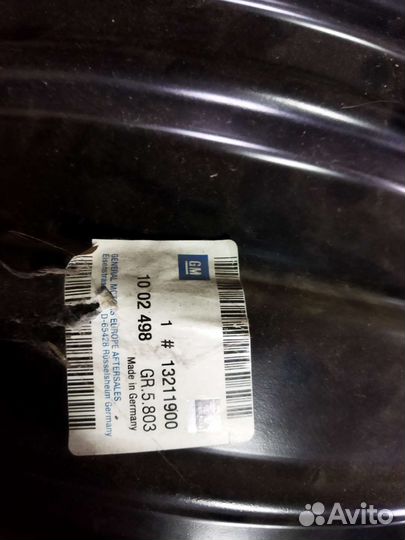 GM
1 # 13211900
10 02 498 GR.5.803
Made in Germany
GENERAL EUROPE AFTERSALES
D-65428 Rüsselsheim Germany
Avito